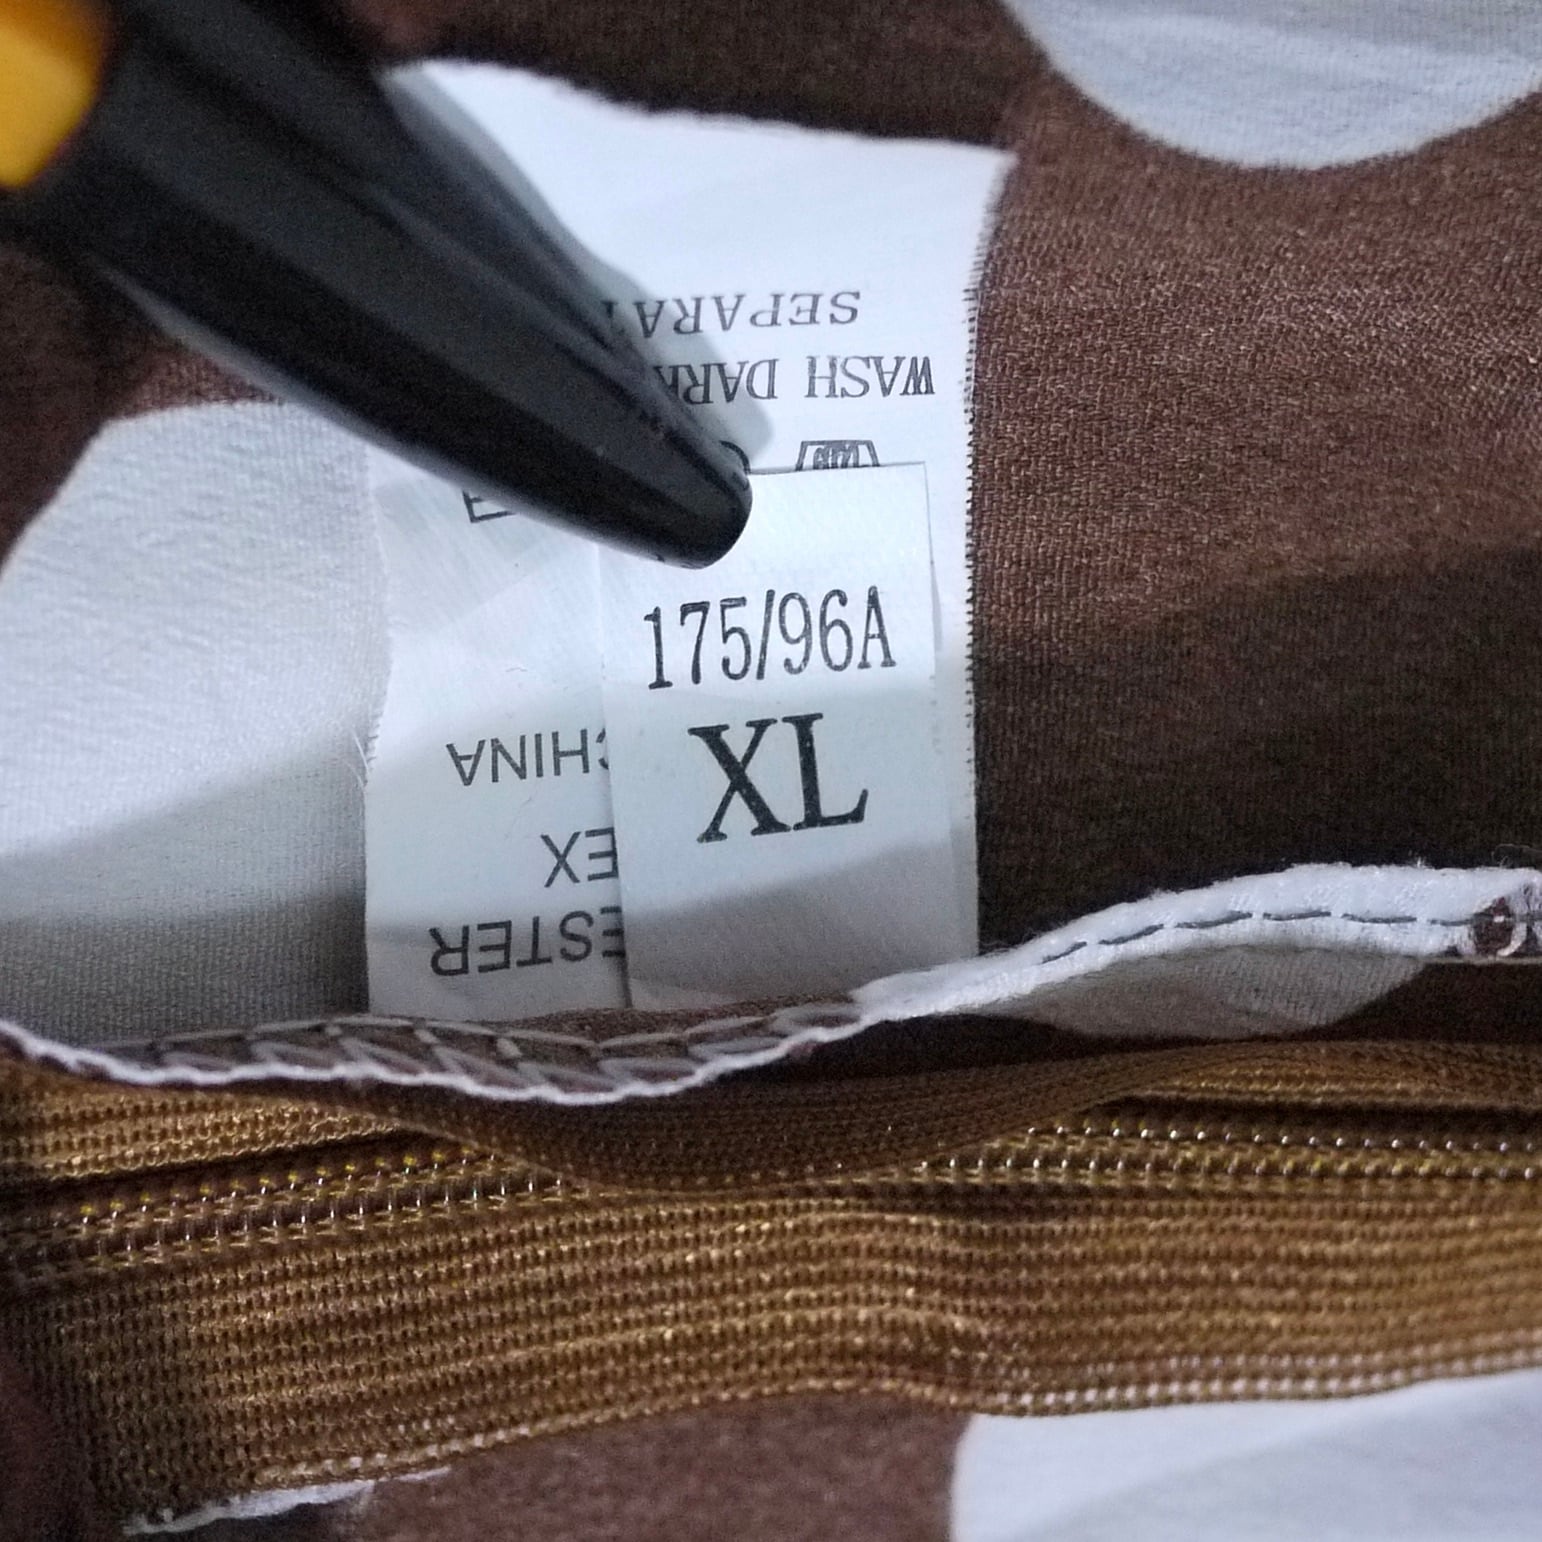 175/96A
XL
SEPARAT
WASH DARK
CHINA
EX
ESTER